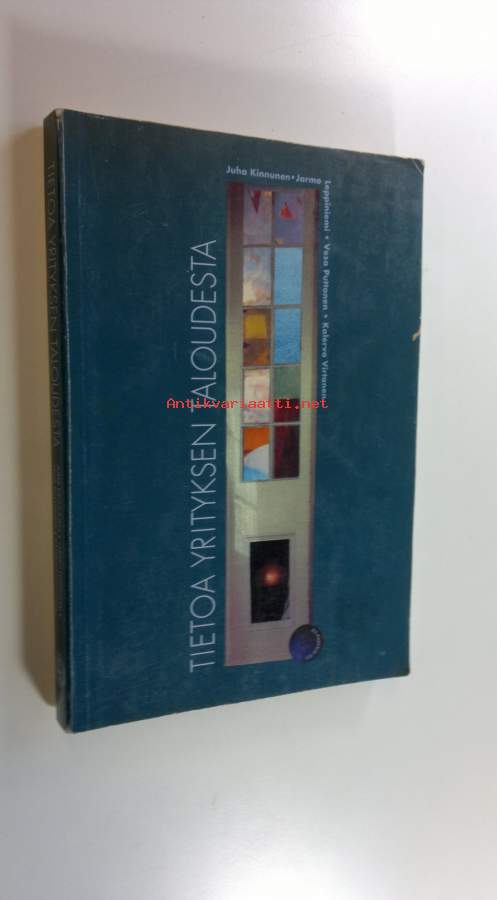 Juha Kinnunen • Jarmo
Leppiniemi • Vesa Puttonen • Kalervo Virtanen
TIETOA YRITYKSEN TALOUDESTA
TIETOA YRITYKSEN TALOUDESTA
Antikvariaatti.net